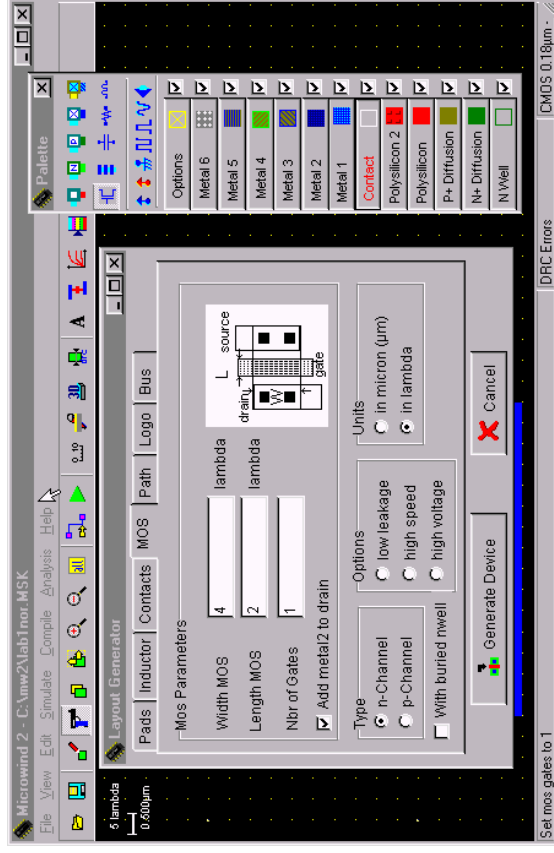 Microwind 2 - C:\mw2\lab1nor.MSK
File View Edit Simulate Compile Analysis Help
0.10
3D
DRC
A
5 lambda
0.500µm
Layout Generator
Pads Inductor Contacts MOS Path Logo Bus
Mos Parameters
Width MOS 4 lambda
Length MOS 2 lambda
Nbr of Gates 1
Add metal2 to drain
L
drain source
W
gate
Type
n-Channel
p-Channel
With buried nwell
Options
low leakage
high speed
high voltage
Units
in micron (µm)
in lambda
Generate Device
Cancel
Palette
N P
Options
Metal 6
Metal 5
Metal 4
Metal 3
Metal 2
Metal 1
Contact
Polysilicon 2
Polysilicon
P+ Diffusion
N+ Diffusion
N Well
Set mos gates to 1
DRC Errors
CMOS 0.18µm -